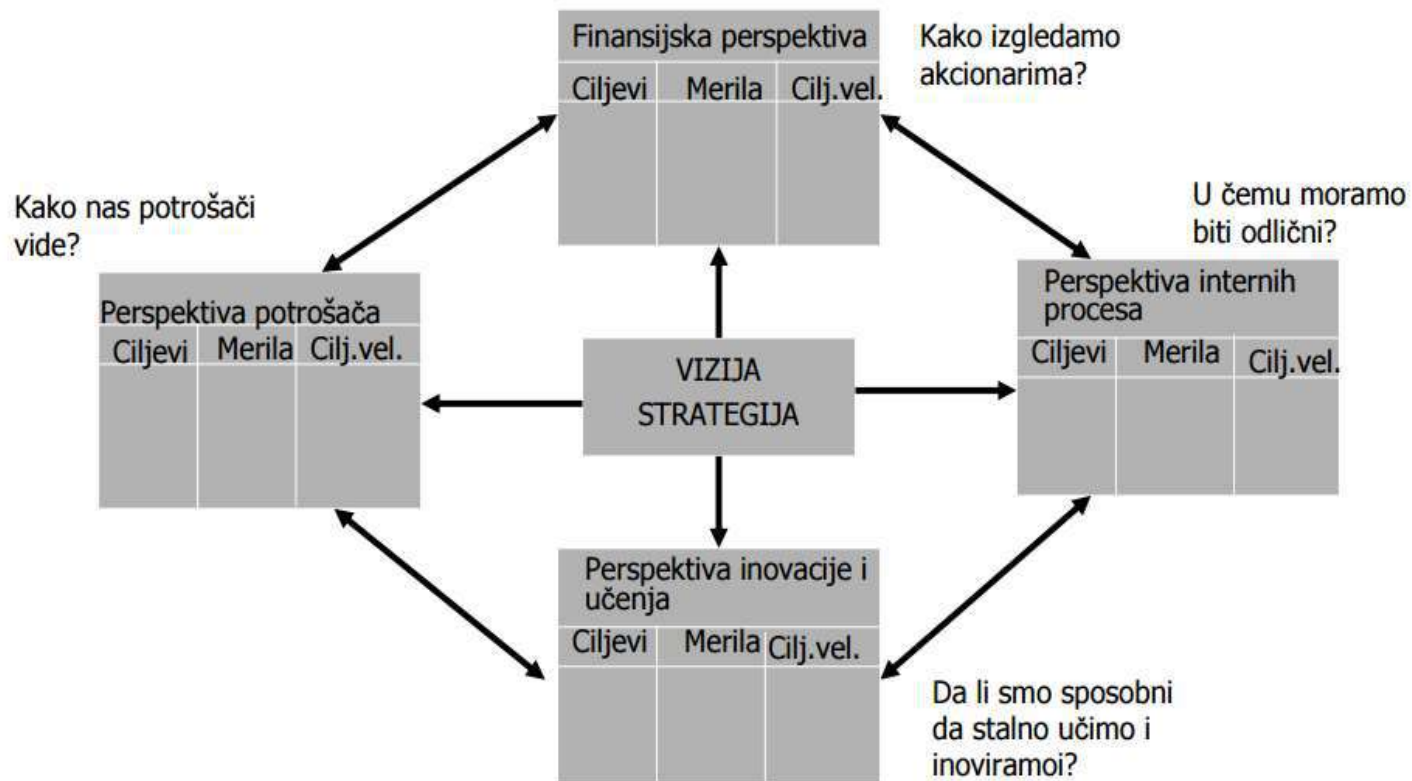 Finansijska perspektiva
Ciljevi Merila Cilj.vel.
Kako izgledamo
akcionarima?
Kako nas potrošači
vide?
Perspektiva potrošača
Ciljevi Merila Cilj.vel.
VIZIJA
STRATEGIJA
U čemu moramo
biti odlični?
Perspektiva internih
procesa
Ciljevi Merila Cilj.vel.
Perspektiva inovacije i
učenja
Ciljevi Merila Cilj.vel.
Da li smo sposobni
da stalno učimo i
inoviramoi?